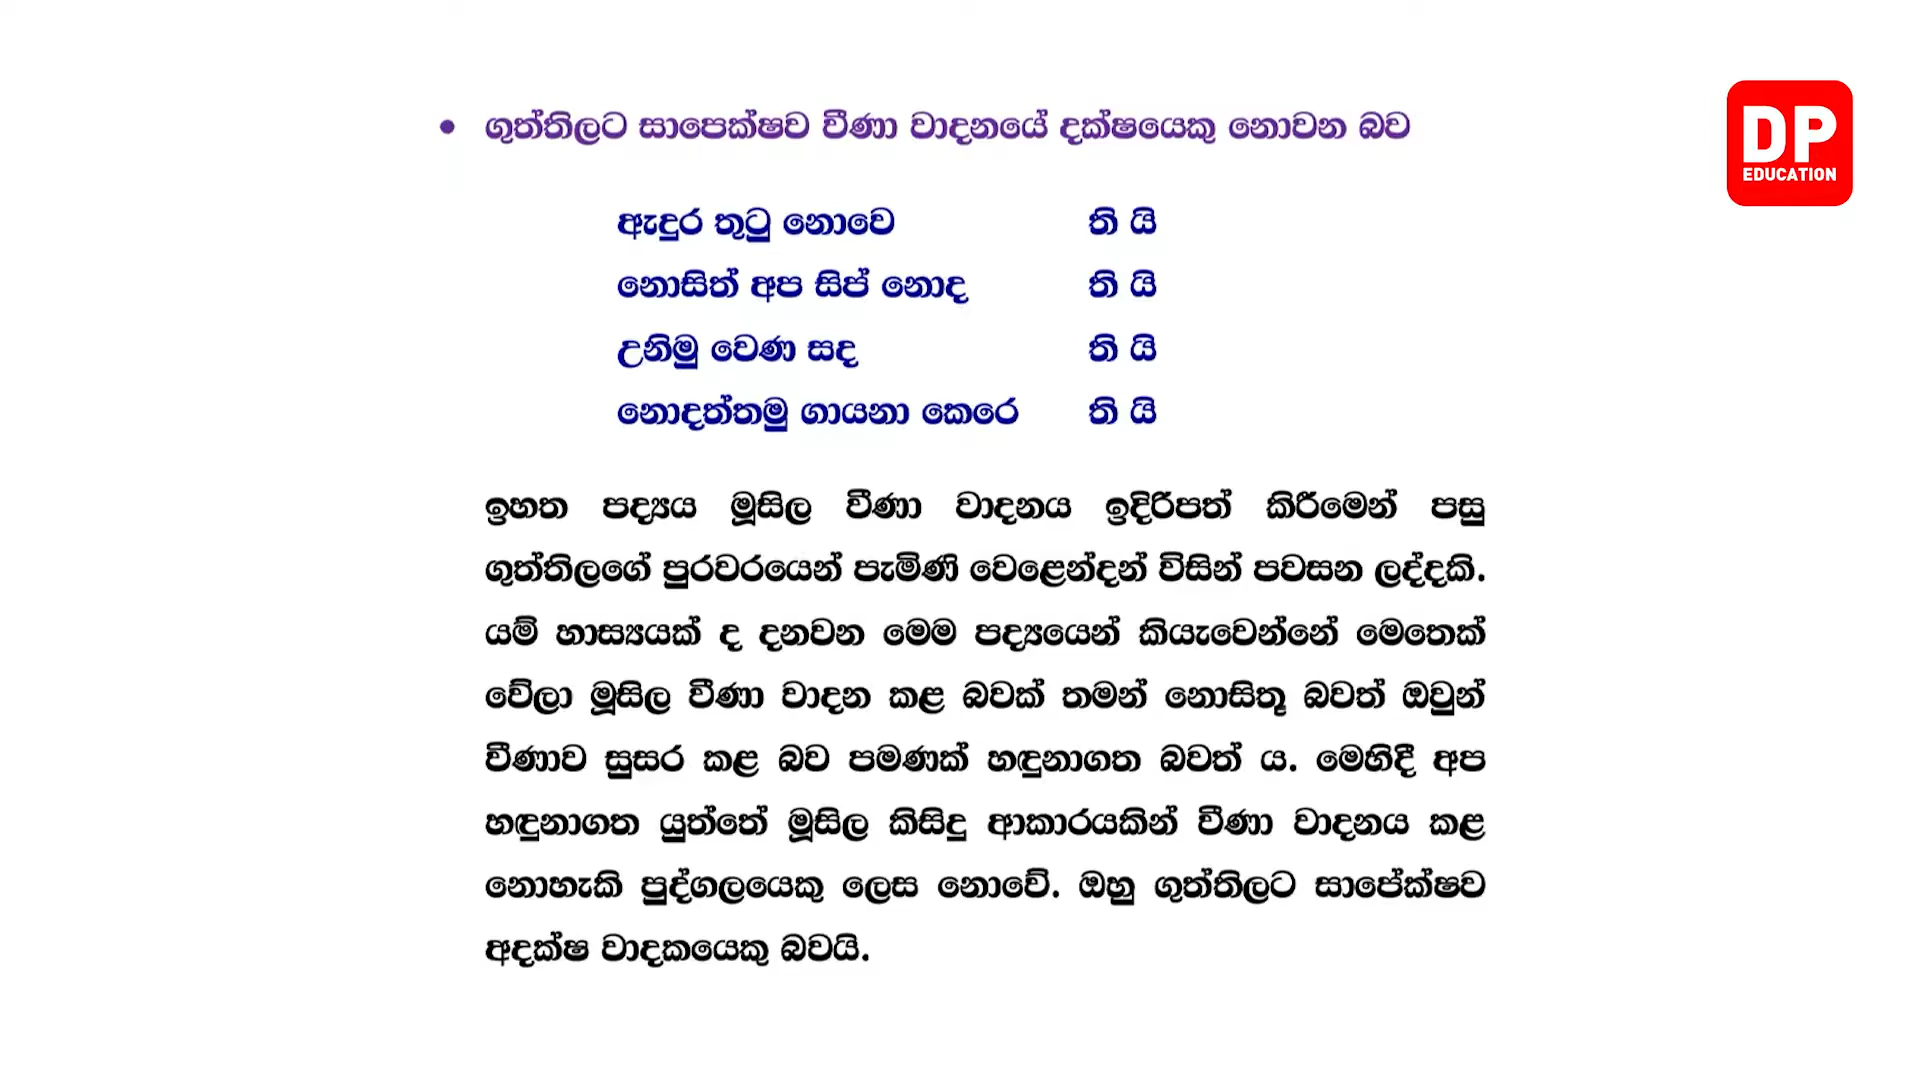 • ගුත්තිලට සාපෙක්ෂව වීණා වාදනයේ දක්ෂයෙකු නොවන බව
DP
EDUCATION
ඇදුර තුටු නොවෙ ති යි
නොසිත් අප සිප් නොද ති යි
උනිමු වෙණ සද ති යි
නොදත්තමු ගායනා කෙරෙ ති යි
ඉහත පද්‍යය මූසිල වීණා වාදනය ඉදිරිපත් කිරීමෙන් පසු
ගුත්තිලගේ පුරවරයෙන් පැමිණි වෙළෙන්දන් විසින් පවසන ලද්දකි.
යම් හාස්‍යයක් ද දනවන මෙම පද්‍යයෙන් කියැවෙන්නේ මෙතෙක්
වේලා මූසිල වීණා වාදන කළ බවක් තමන් නොසිතූ බවත් ඔවුන්
වීණාව සුසර කළ බව පමණක් හඳුනාගත බවත් ය. මෙහිදී අප
හඳුනාගත යුත්තේ මූසිල කිසිදු ආකාරයකින් වීණා වාදනය කළ
නොහැකි පුද්ගලයෙකු ලෙස නොවේ. ඔහු ගුත්තිලට සාපේක්ෂව
අදක්ෂ වාදකයෙකු බවයි.